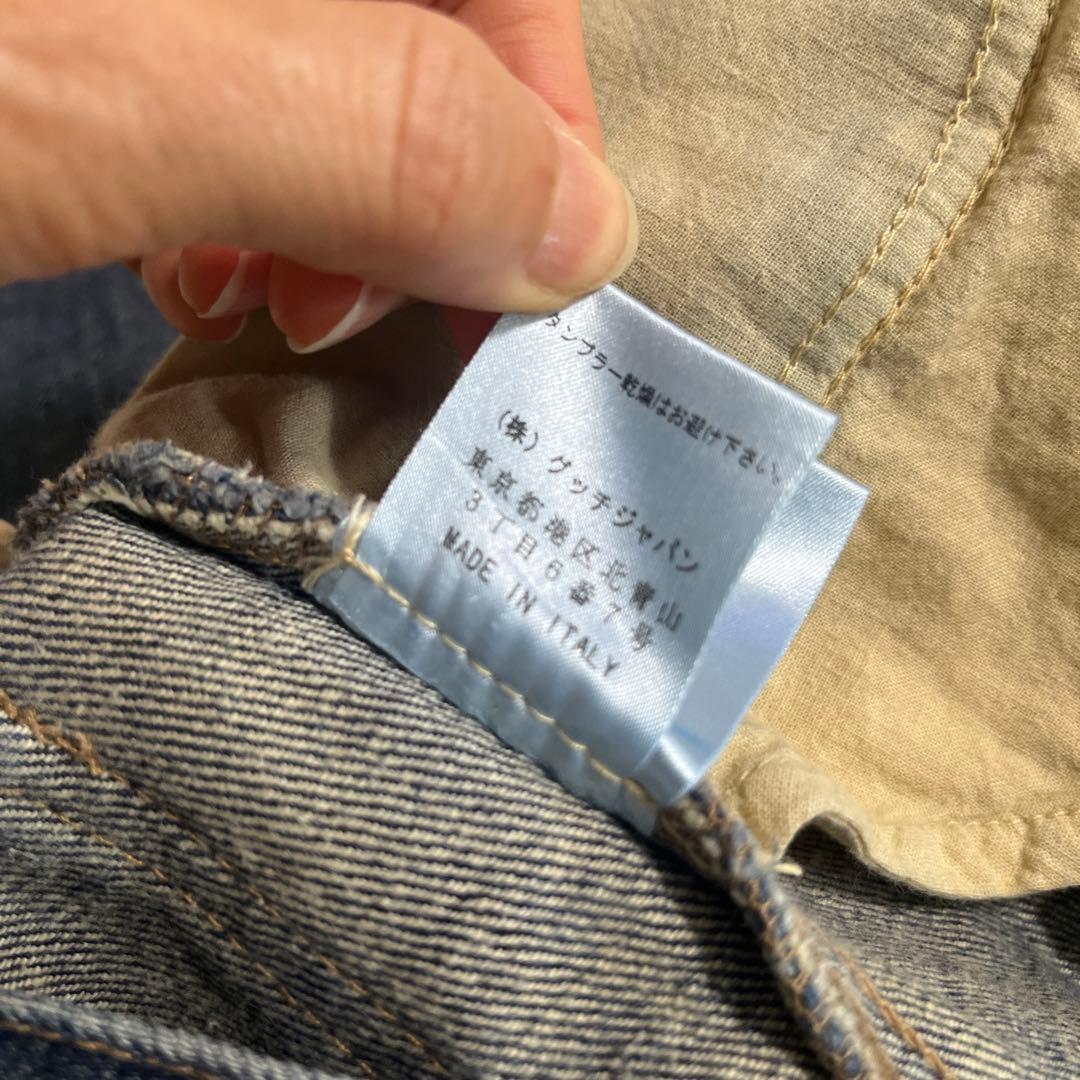 タンブラー乾燥はお避け下さい。
(株) グッチジャパン
東京都港区北青山
3丁目6番7号
MADE IN ITALY